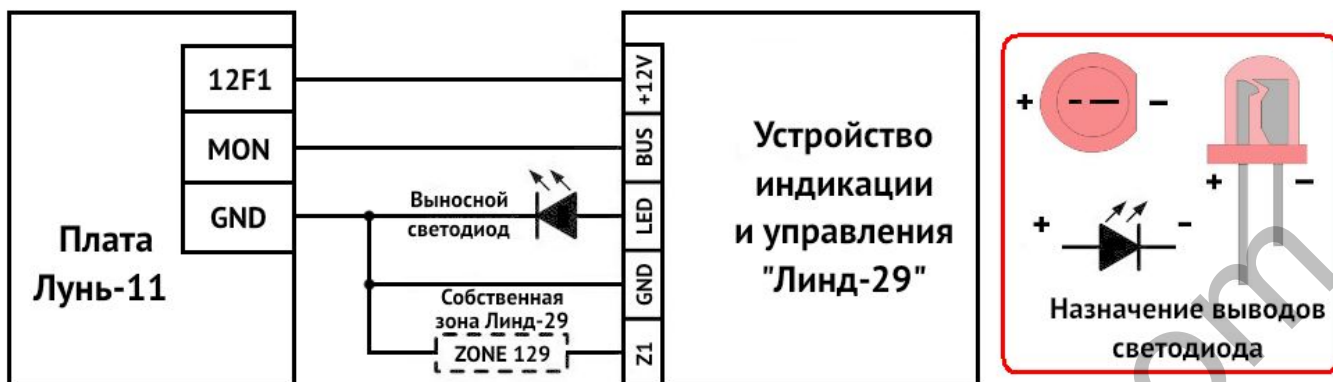 12F1
MON
GND
Плата
Лунь-11
Выносной
светодиод
Собственная
зона Линд-29
ZONE 129
+12V
BUS
LED
GND
Z1
Устройство
индикации
и управления
"Линд-29"
+ −
+ −
+ -
Назначение выводов
светодиода
om